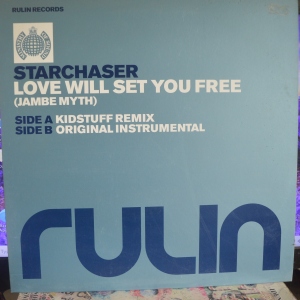 RULIN RECORDS
STARCHASER
LOVE WILL SET YOU FREE
(JAMBE MYTH)
SIDE A KIDSTUFF REMIX
SIDE B ORIGINAL INSTRUMENTAL
rulin